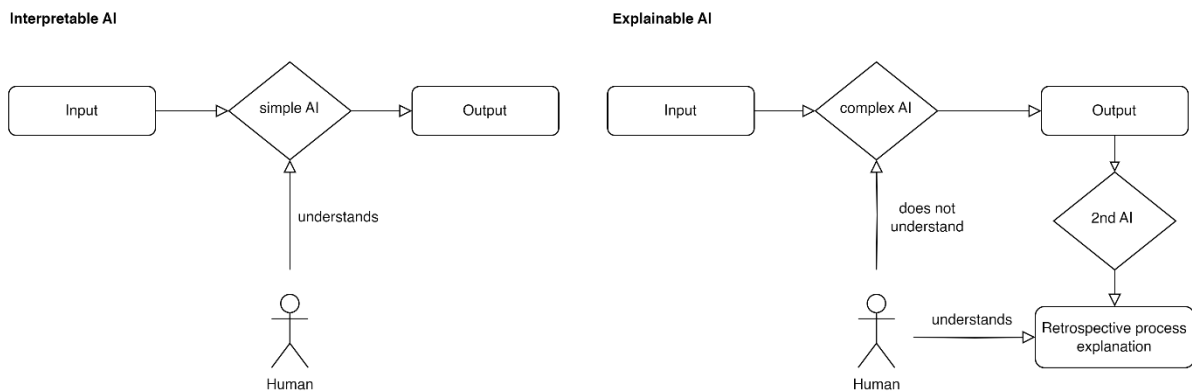 Interpretable AI
Input
simple AI
Output
understands
Human
Explainable AI
Input
complex AI
Output
does not
understand
2nd AI
understands
Retrospective process
explanation
Human